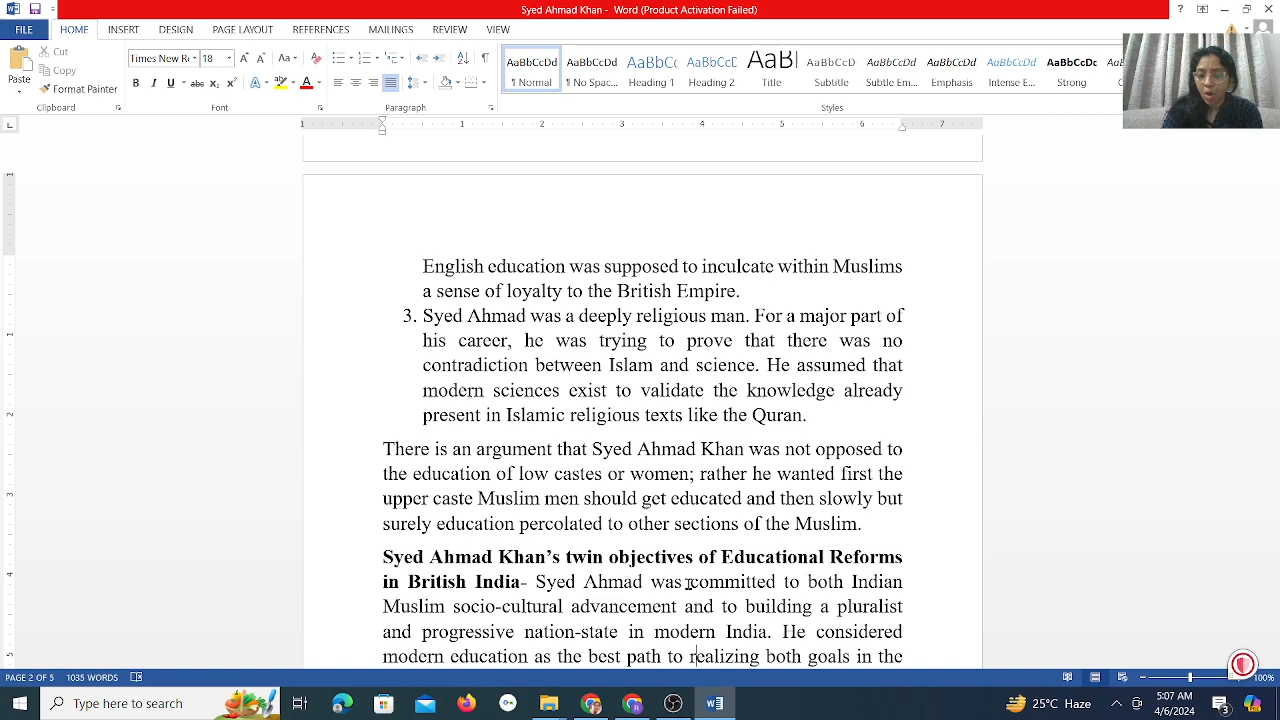 Syed Ahmad Khan - Word (Product Activation Failed)
FILE HOME INSERT DESIGN PAGE LAYOUT REFERENCES MAILINGS REVIEW VIEW
Paste
Cut
Copy
Format Painter
Times New R 18
B I U abc X₂ X² A A
AaBbCcDd AaBbCcDd AaBbCc AaBbCcD AaBl AaBbCcD AaBbCcDd AaBbCcDd AaBbCcDd AaBbCcDd
¶ Normal ¶ No Spac... Heading 1 Heading 2 Title Subtitle Subtle Em... Emphasis Intense E... Strong
Clipboard Font Paragraph Styles
English education was supposed to inculcate within Muslims
a sense of loyalty to the British Empire.
3. Syed Ahmad was a deeply religious man. For a major part of
his career, he was trying to prove that there was no
contradiction between Islam and science. He assumed that
modern sciences exist to validate the knowledge already
present in Islamic religious texts like the Quran.
There is an argument that Syed Ahmad Khan was not opposed to
the education of low castes or women; rather he wanted first the
upper caste Muslim men should get educated and then slowly but
surely education percolated to other sections of the Muslim.
Syed Ahmad Khan's twin objectives of Educational Reforms
in British India- Syed Ahmad was committed to both Indian
Muslim socio-cultural advancement and to building a pluralist
and progressive nation-state in modern India. He considered
modern education as the best path to realizing both goals in the
PAGE 2 OF 5 1035 WORDS 100%
Type here to search
25°C Haze
5:07 AM
4/6/2024